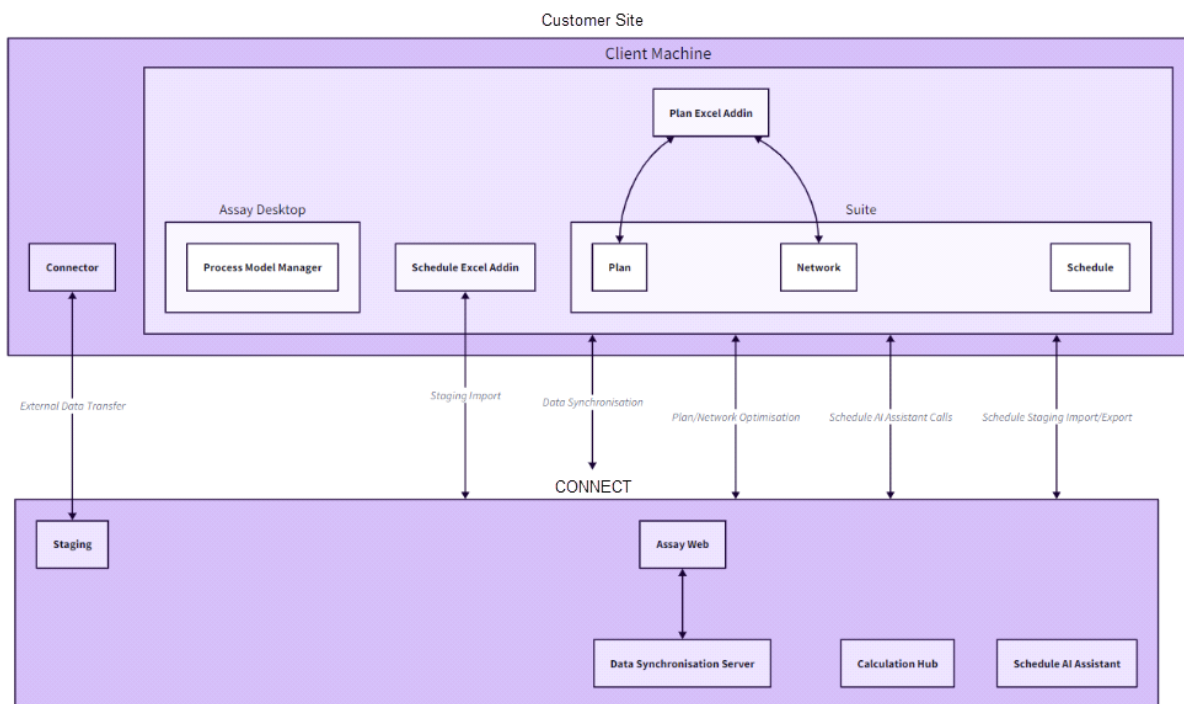 Customer Site
Client Machine
Plan Excel Addin
Assay Desktop
Suite
Connector
Process Model Manager
Schedule Excel Addin
Plan
Network
Schedule
External Data Transfer
Staging Import
Data Synchronisation
Plan/Network Optimisation
Schedule AI Assistant Calls
Schedule Staging Import/Export
CONNECT
Staging
Assay Web
Data Synchronisation Server
Calculation Hub
Schedule AI Assistant